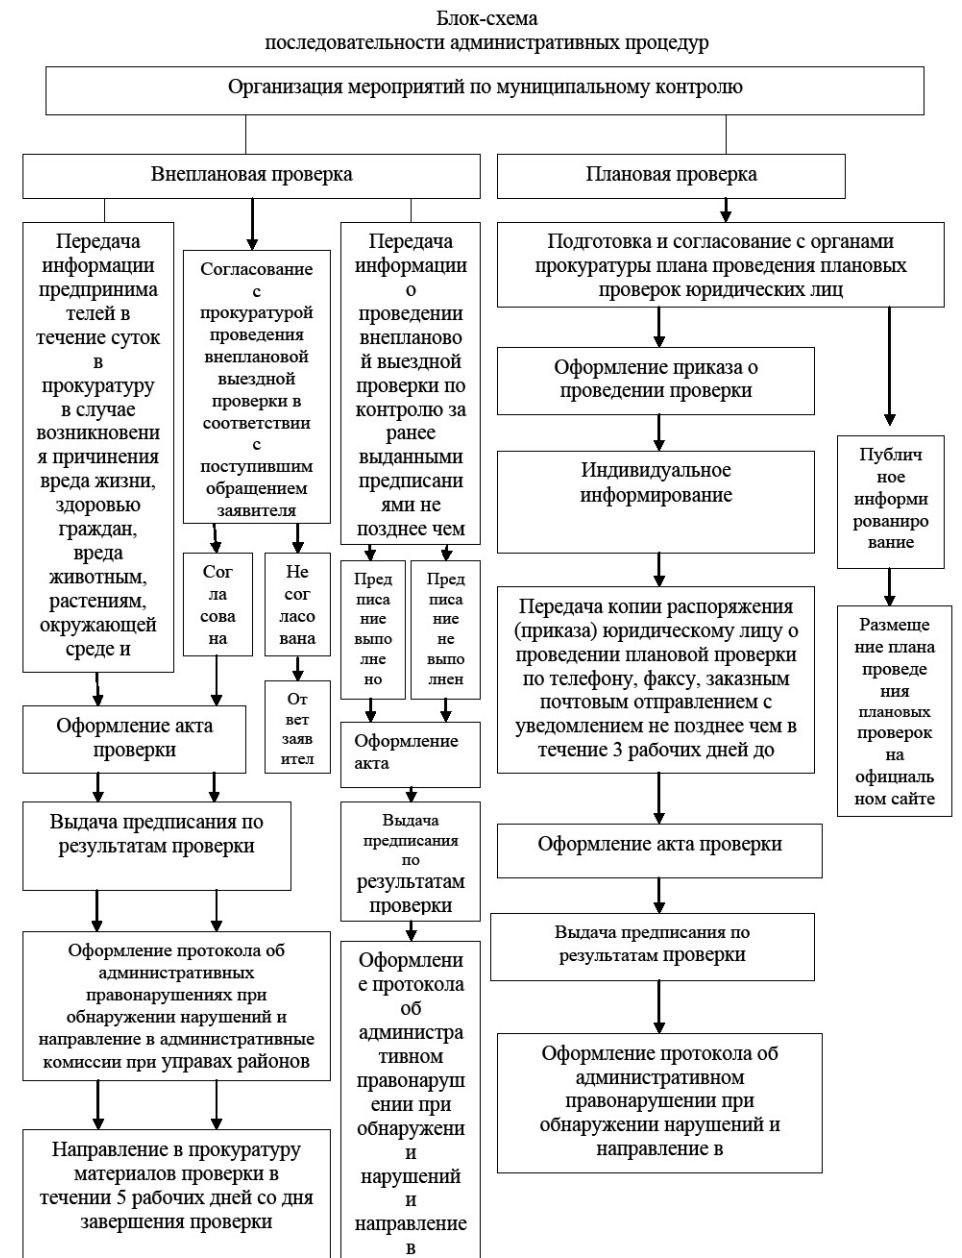 Блок-схема
последовательности административных процедур
Организация мероприятий по муниципальному контролю
Внеплановая проверка
Плановая проверка
Передача
информации
предпринима
телей в
течение суток
в
прокуратуру
в случае
возникновени
я причинения
вреда жизни,
здоровью
граждан,
вреда
животным,
растениям,
окружающей
среде и
Согласование
с
прокуратурой
проведения
внеплановой
выездной
проверки в
соответствии
с
поступившим
обращением
заявителя
Передача
информации
о
проведении
внепланово
й выездной
проверки по
контролю за
ранее
выданными
предписани
ями не
позднее чем
Подготовка и согласование с органами
прокуратуры плана проведения плановых
проверок юридических лиц
Оформление приказа о
проведении проверки
Индивидуальное
информирование
Публич
ное
информи
рованиро
вание
Сог
ла
сова
на
Не
сог
ласо
вана
Пред
писа
ние
выпо
лне
но
Пред
писа
ние
не
выпо
лнен
Передача копии распоряжения
(приказа) юридическому лицу о
проведении плановой проверки
по телефону, факсу, заказным
почтовым отправлением с
уведомлением не позднее чем в
течение 3 рабочих дней до
Размеще
ние плана
проведе
ния
плановых
проверок
на
официаль
ном сайте
От
вет
заяв
ител
Оформление акта
проверки
Оформление
акта
Выдача предписания по
результатам проверки
Выдача
предписания
по
результатам
проверки
Оформление акта проверки
Выдача предписания по
результатам проверки
Оформление протокола об
административных
правонарушениях при
обнаружении нарушений и
направление в административные
комиссии при управах районов
Оформлени
е протокола
об
администра
тивном
правонаруш
ении при
обнаружени
и
нарушений
и
направление
в
Оформление протокола об
административном
правонарушении при
обнаружении нарушений и
направление в
Направление в прокуратуру
материалов проверки в
течении 5 рабочих дней со дня
завершения проверки